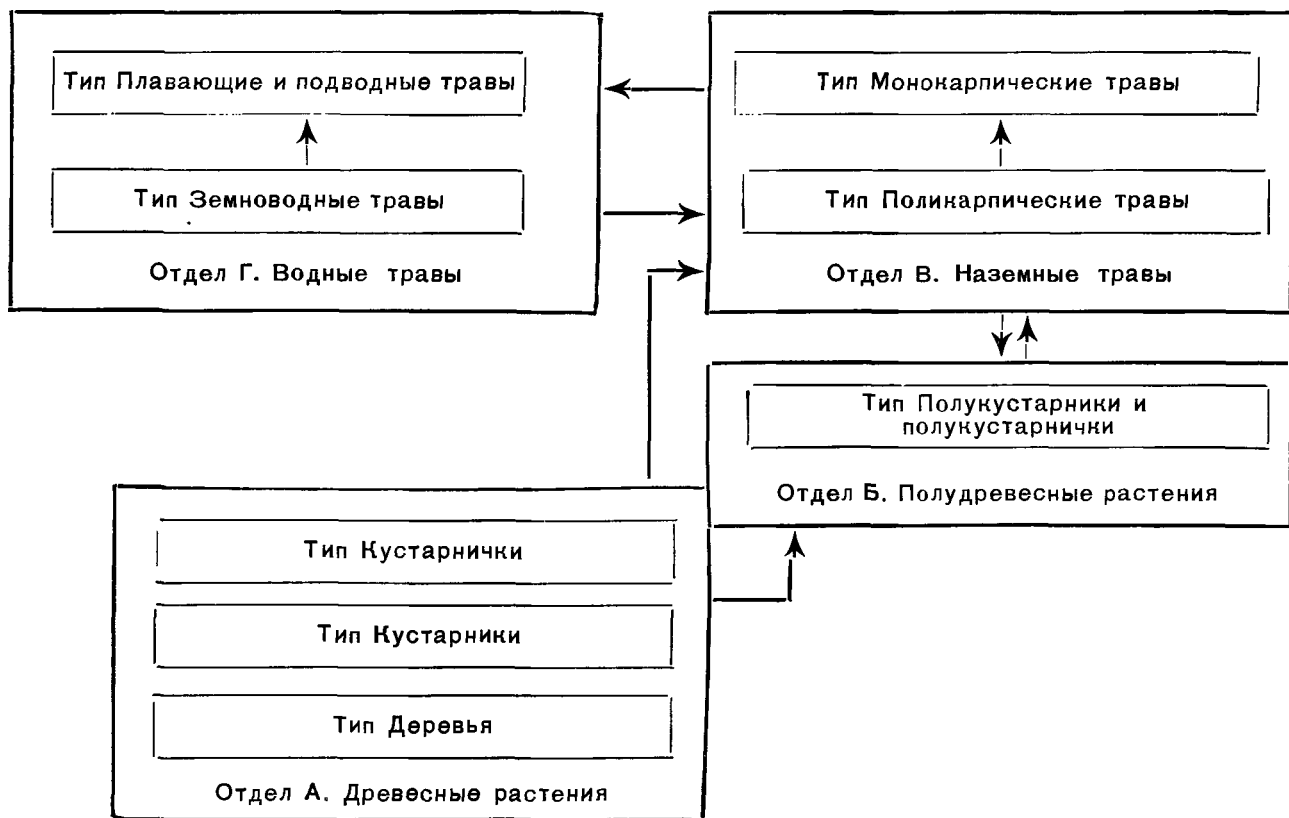 Тип Плавающие и подводные травы
Тип Земноводные травы
Отдел Г. Водные травы
Тип Монокарпические травы
Тип Поликарпические травы
Отдел В. Наземные травы
Тип Полукустарники и
полукустарнички
Отдел Б. Полудревесные растения
Тип Кустарнички
Тип Кустарники
Тип Деревья
Отдел А. Древесные растения